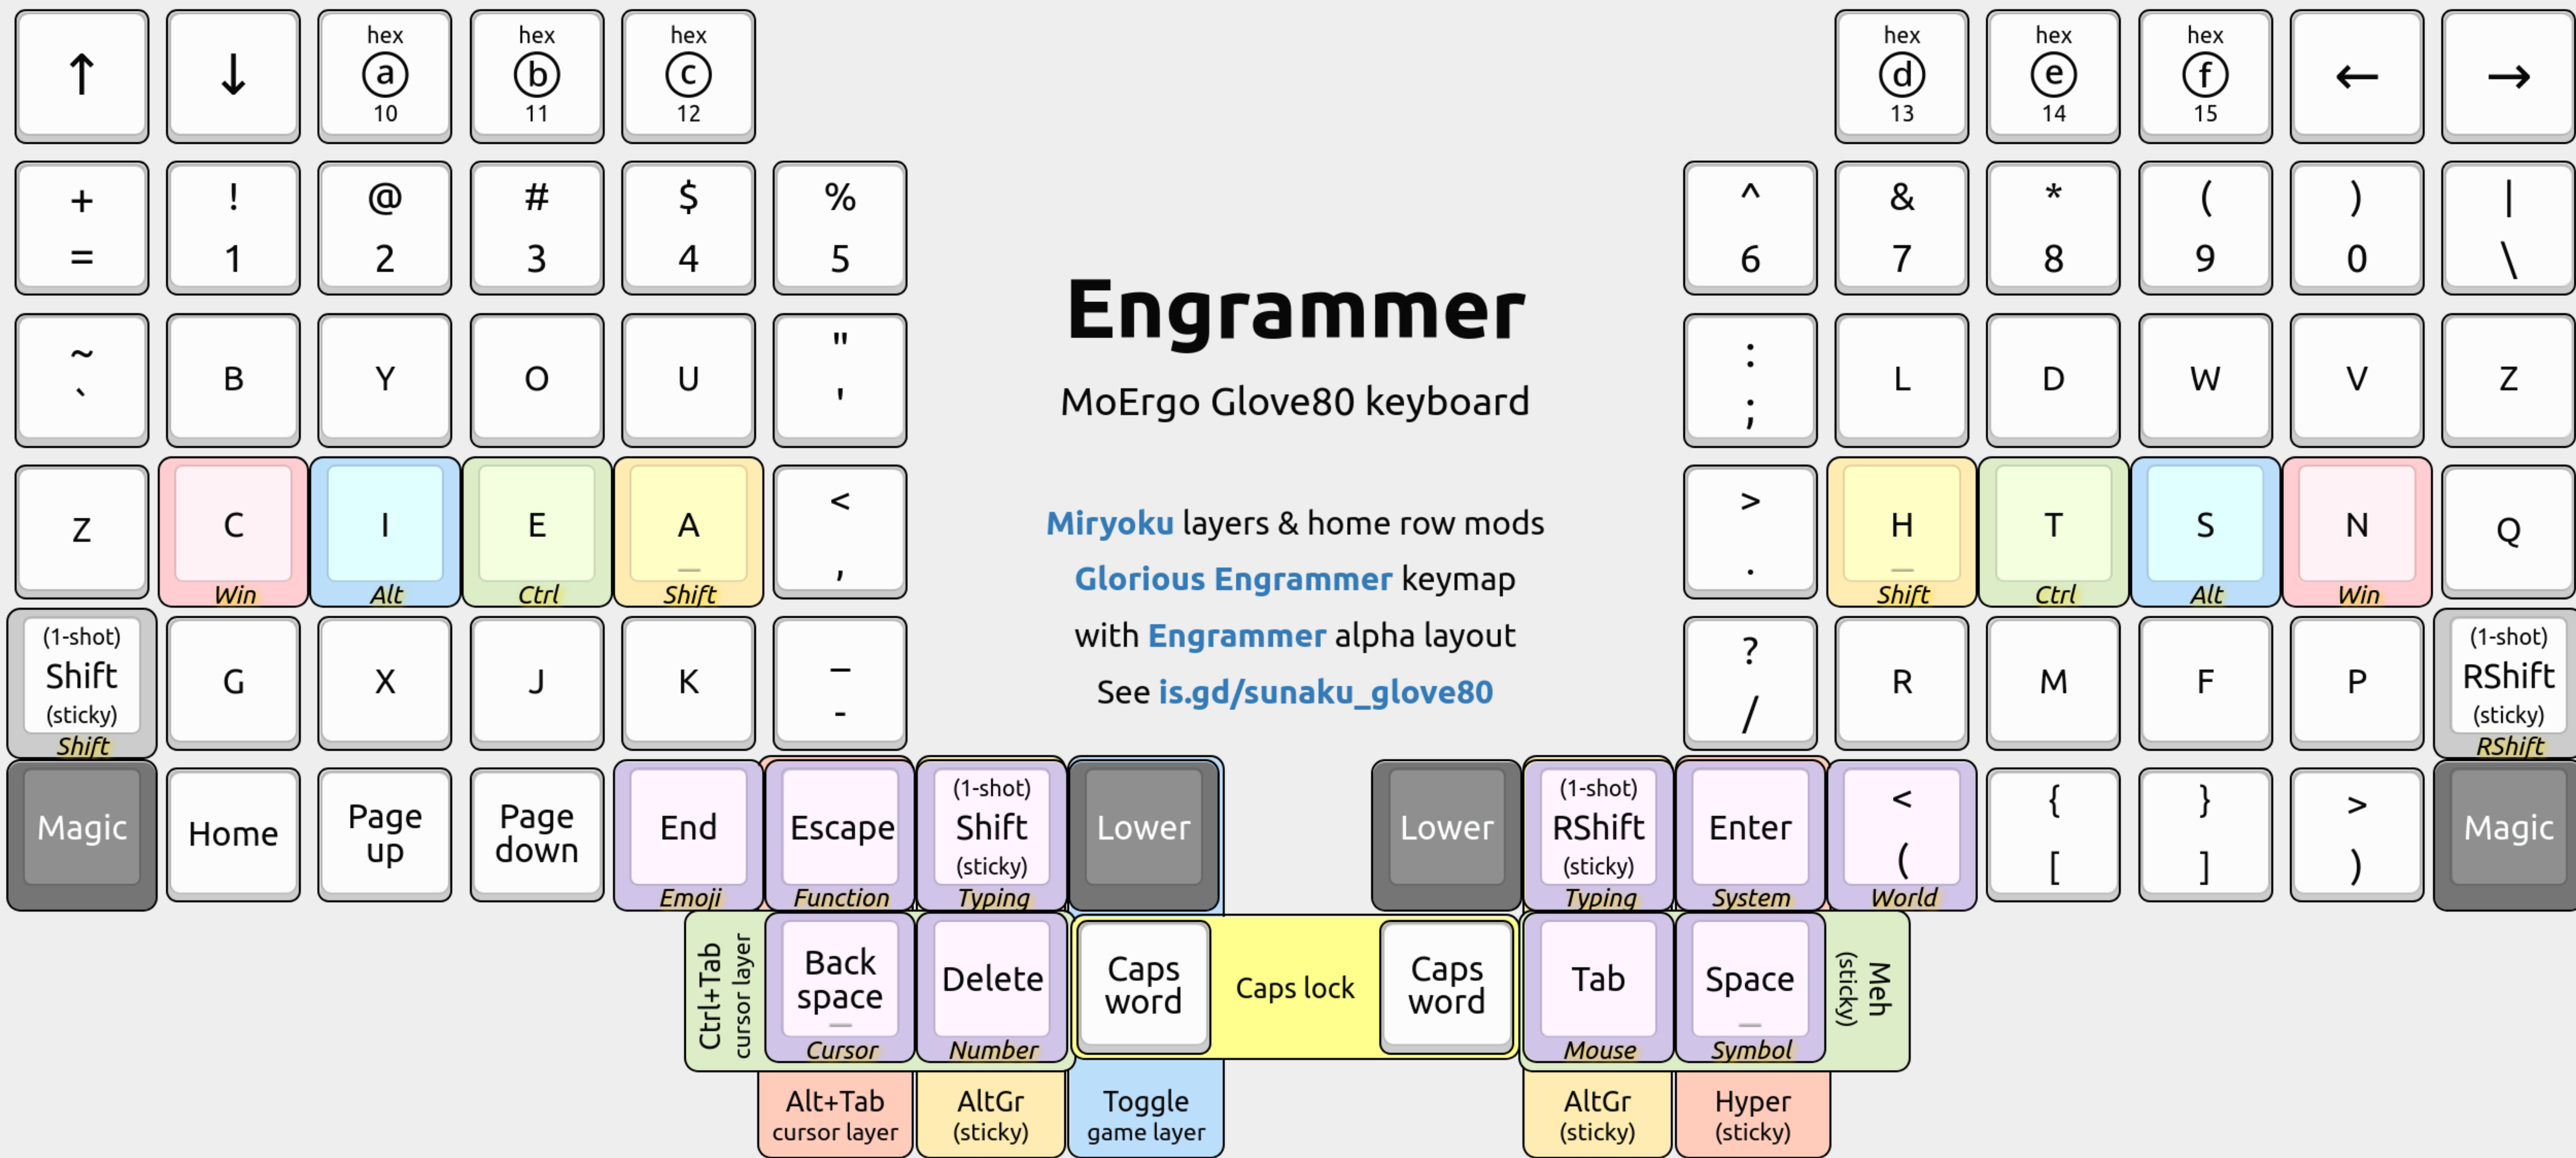 ↑ ↓ hex ⓐ 10 hex ⓑ 11 hex ⓒ 12 hex ⓓ 13 hex ⓔ 14 hex ⓕ 15 ← →
+ ! @ # $ % ^ & * ( ) |
= 1 2 3 4 5 6 7 8 9 0 \
Engrammer
MoErgo Glove80 keyboard
~ " :
` B Y O U ' ; L D W V Z
Miryoku layers & home row mods
Glorious Engrammer keymap
with Engrammer alpha layout
See is.gd/sunaku_glove80
< >
Z C I E A _ , . H _ T S N Q
Win Alt Ctrl Shift Shift Ctrl Alt Win
(1-shot) _ ? (1-shot)
Shift G X J K - / R M F P RShift
(sticky) (sticky)
Shift RShift
Magic Home Page up Page down End Escape (1-shot) Shift (sticky) Lower Lower (1-shot) RShift (sticky) Enter < ( { [ } ] > ) Magic
Emoji Function Typing Typing System World
Ctrl+Tab
cursor layer
Back space _ Delete Caps word Caps lock Caps word Tab Space _
Meh
(sticky)
Cursor Number Mouse Symbol
Alt+Tab AltGr Toggle AltGr Hyper
cursor layer (sticky) game layer (sticky) (sticky)